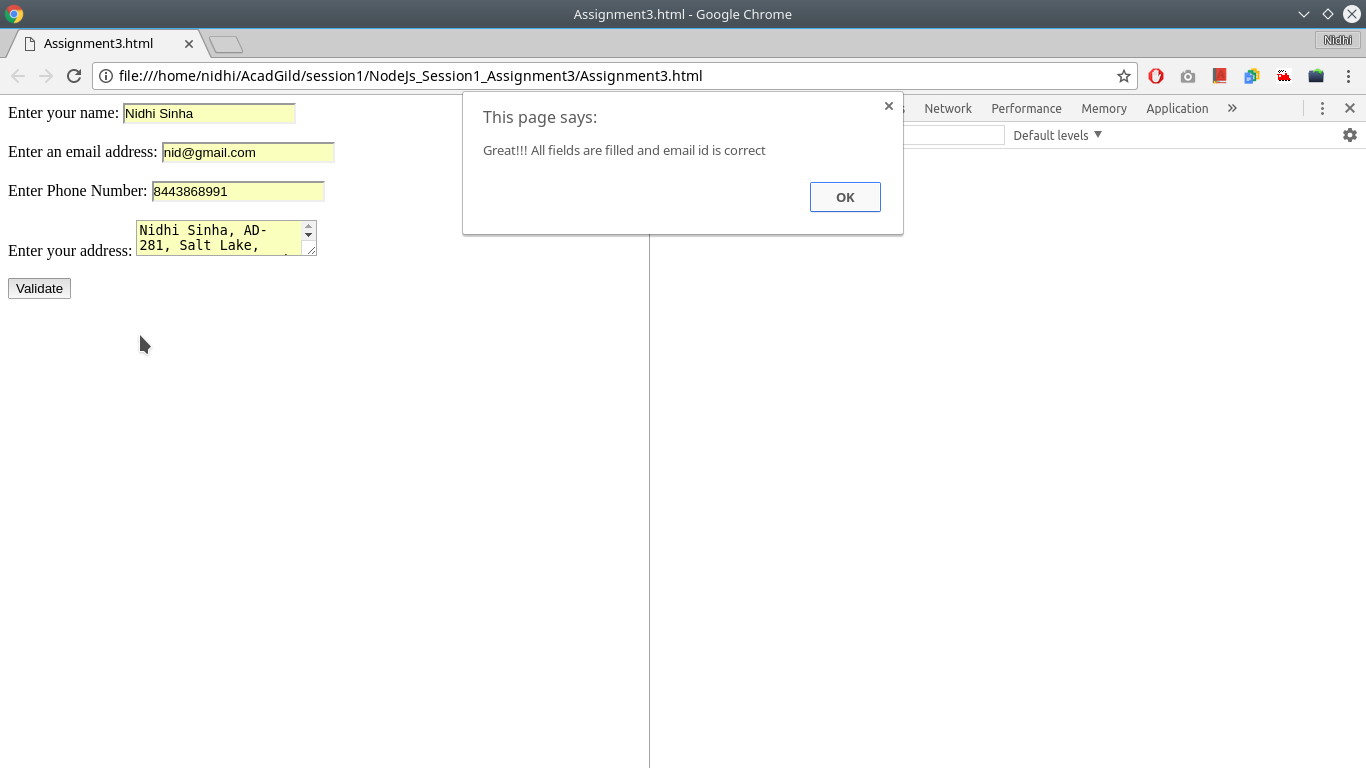 Assignment3.html - Google Chrome
Assignment3.html
Nidhi
file:///home/nidhi/AcadGild/session1/NodeJs_Session1_Assignment3/Assignment3.html
Network Performance Memory Application »
Default levels
This page says:
Great!!! All fields are filled and email id is correct
OK
Enter your name: Nidhi Sinha
Enter an email address: nid@gmail.com
Enter Phone Number: 8443868991
Enter your address: Nidhi Sinha, AD-
281, Salt Lake,
Validate